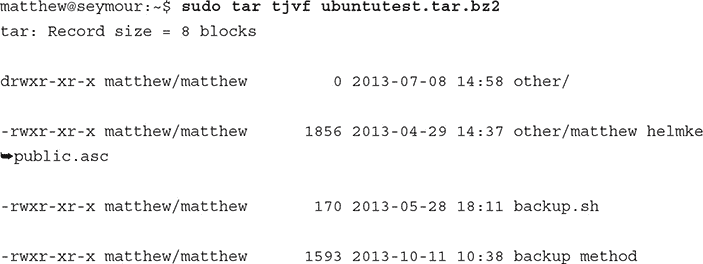 matthew@seymour:~$ sudo tar tjvf ubuntutest.tar.bz2
tar: Record size = 8 blocks
drwxr-xr-x matthew/matthew 0 2013-07-08 14:58 other/
-rwxr-xr-x matthew/matthew 1856 2013-04-29 14:37 other/matthew helmke
➥public.asc
-rwxr-xr-x matthew/matthew 170 2013-05-28 18:11 backup.sh
-rwxr-xr-x matthew/matthew 1593 2013-10-11 10:38 backup method